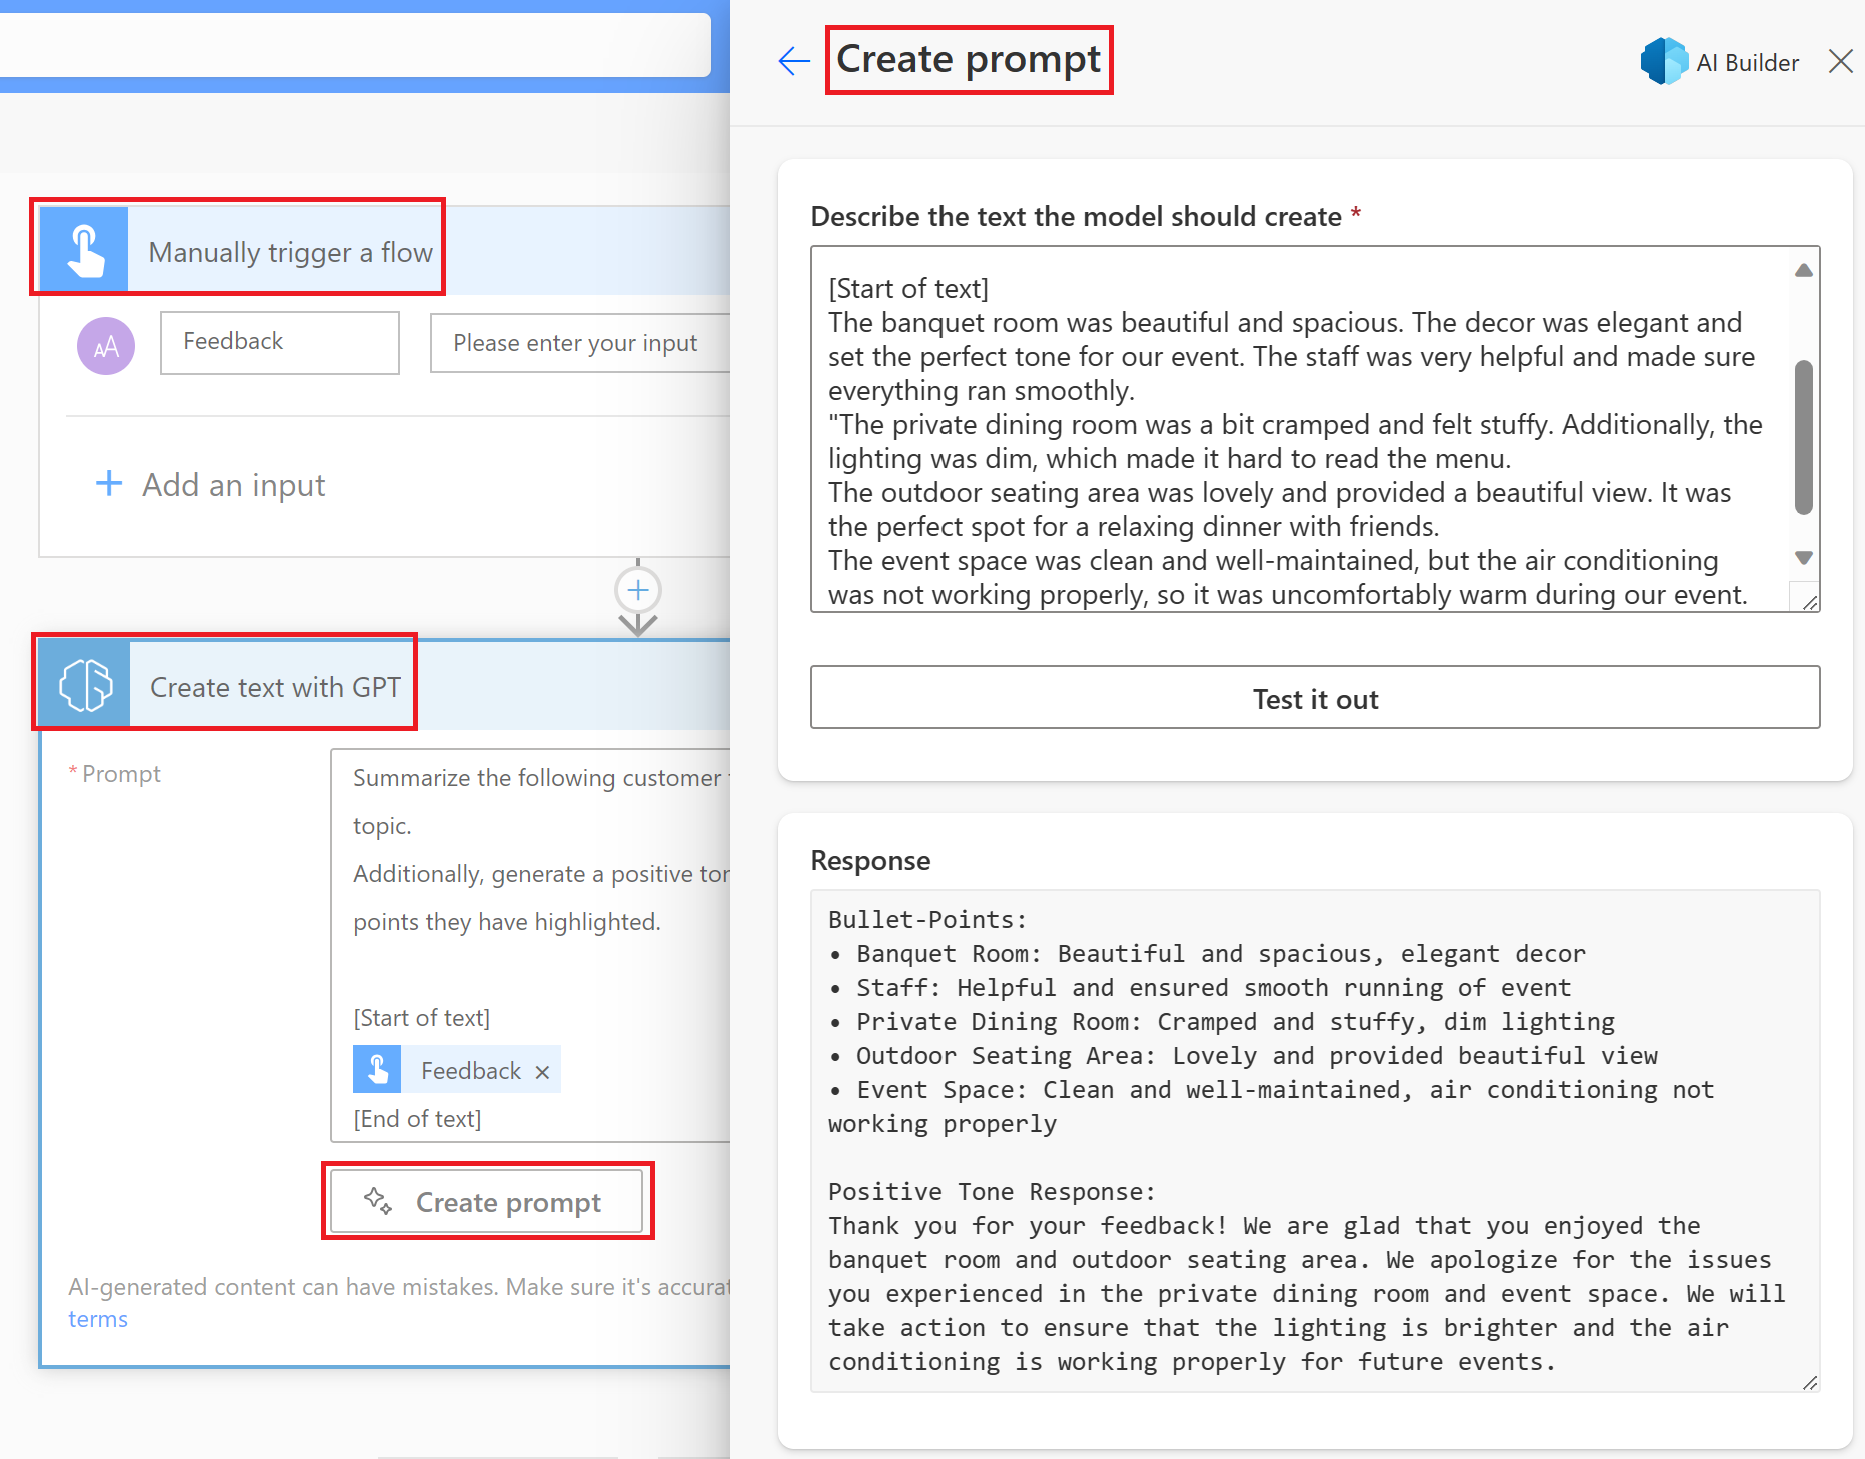 Manually trigger a flow
AA
Feedback
Please enter your input
+ Add an input
Create text with GPT
* Prompt
Summarize the following customer
topic.
Additionally, generate a positive
points they have highlighted.
[Start of text]
Feedback ×
[End of text]
Create prompt
AI-generated content can have mistakes. Make sure it's
terms
Create prompt
AI Builder
Describe the text the model should create *
[Start of text]
The banquet room was beautiful and spacious. The decor was elegant and
set the perfect tone for our event. The staff was very helpful and made sure
everything ran smoothly.
"The private dining room was a bit cramped and felt stuffy. Additionally, the
lighting was dim, which made it hard to read the menu.
The outdoor seating area was lovely and provided a beautiful view. It was
the perfect spot for a relaxing dinner with friends.
The event space was clean and well-maintained, but the air conditioning
was not working properly, so it was uncomfortably warm during our event.
Test it out
Response
Bullet-Points:
• Banquet Room: Beautiful and spacious, elegant decor
• Staff: Helpful and ensured smooth running of event
• Private Dining Room: Cramped and stuffy, dim lighting
• Outdoor Seating Area: Lovely and provided beautiful view
• Event Space: Clean and well-maintained, air conditioning not
working properly
Positive Tone Response:
Thank you for your feedback! We are glad that you enjoyed the
banquet room and outdoor seating area. We apologize for the issues
you experienced in the private dining room and event space. We will
take action to ensure that the lighting is brighter and the air
conditioning is working properly for future events.